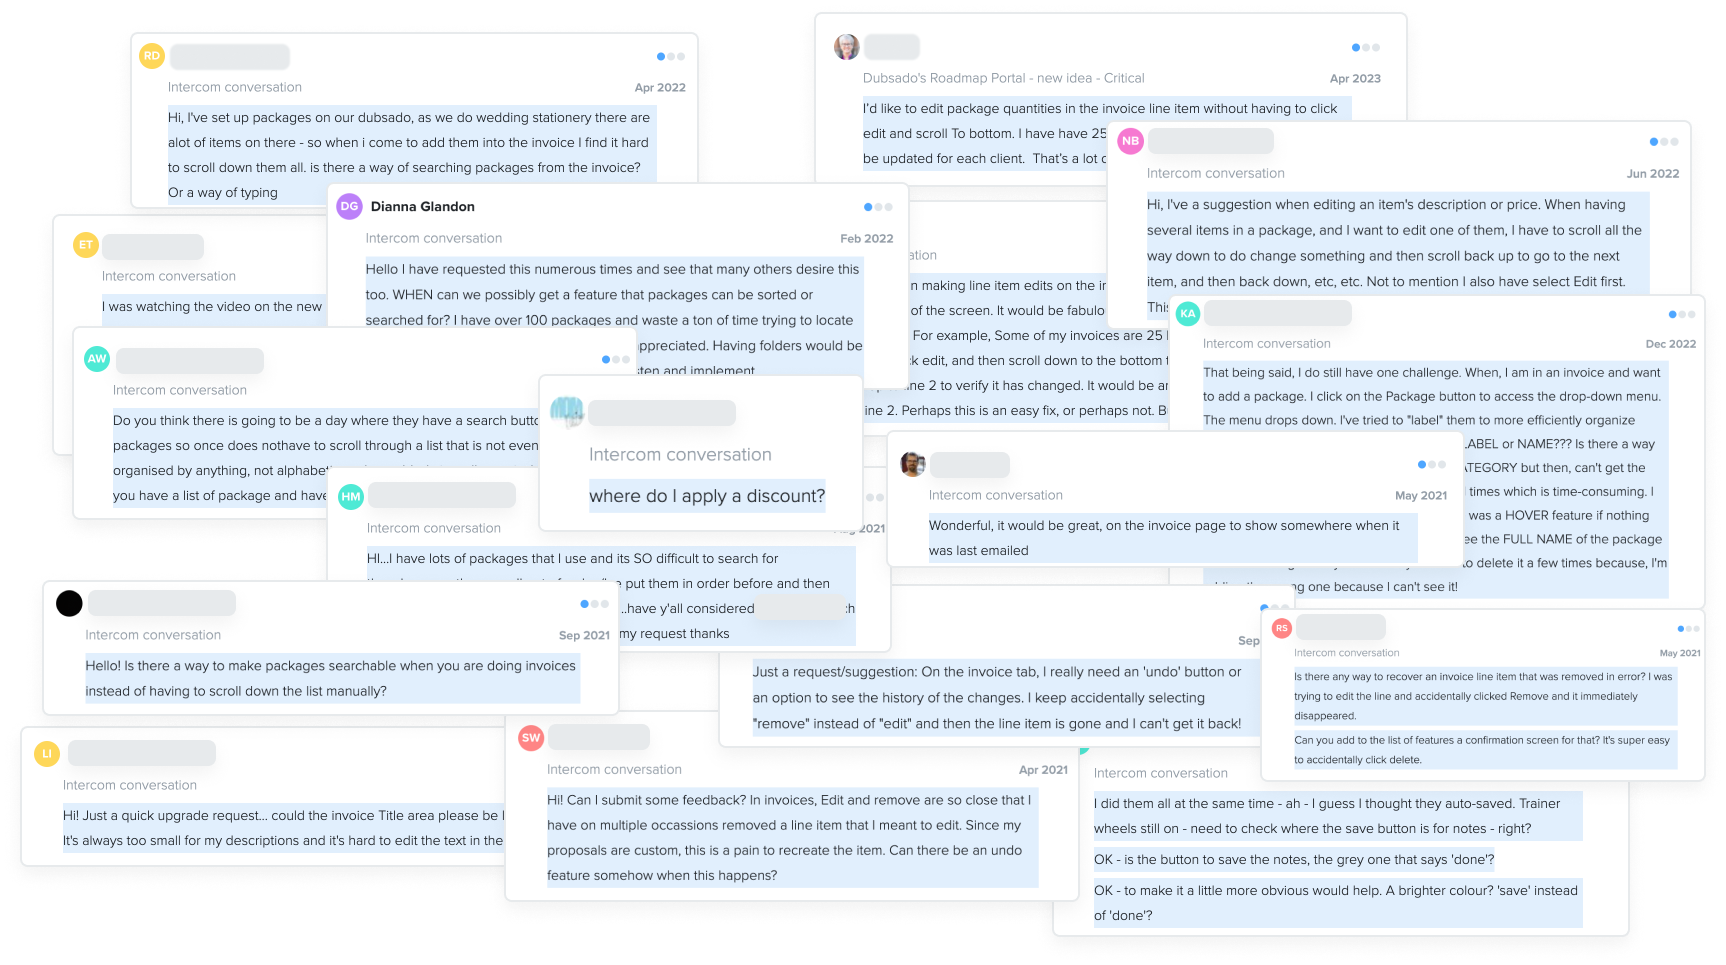 RD
Intercom conversation
Apr 2022
Hi, I've set up packages on our dubsado, as we do wedding stationery there are
alot of items on there - so when i come to add them into the invoice I find it hard
to scroll down them all. is there a way of searching packages from the invoice?
Or a way of typing
Dubsado's Roadmap Portal - new idea - Critical
Apr 2023
I'd like to edit package quantities in the invoice line item without having to click
edit and scroll To bottom. I have have 25
be updated for each client. That's a lot
NB
Intercom conversation
Jun 2022
Hi, I've a suggestion when editing an item's description or price. When having
several items in a package, and I want to edit one of them, I have to scroll all the
way down to do change something and then scroll back up to go to the next
item, and then back down, etc, etc. Not to mention I also have select Edit first.
This
DG
Dianna Glandon
Intercom conversation
Feb 2022
Hello I have requested this numerous times and see that many others desire this
too. WHEN can we possibly get a feature that packages can be sorted or
searched for? I have over 100 packages and waste a ton of time trying to locate
appreciated. Having folders would be
and implement
ET
Intercom conversation
I was watching the video on the new
n making line item edits on the
of the screen. It would be fabulo
For example, Some of my invoices are 25
edit, and then scroll down to the bottom
line 2 to verify it has changed. It would be
line 2. Perhaps this is an easy fix, or perhaps not.
KA
Intercom conversation
Dec 2022
That being said, I do still have one challenge. When, I am in an invoice and want
to add a package. I click on the Package button to access the drop-down menu.
The menu drops down. I've tried to "label" them to more efficiently organize
LABEL or NAME??? Is there a way
CATEGORY but then, can't get the
times which is time-consuming. I
was a HOVER feature if nothing
ee the FULL NAME of the package
to delete it a few times because, I'm
one because I can't see it!
AW
Intercom conversation
Do you think there is going to be a day where they have a search butto
packages so once does nothave to scroll through a list that is not even
organised by anything, not alphabet
you have a list of package and have
Intercom conversation
where do I apply a discount?
Intercom conversation
May 2021
Wonderful, it would be great, on the invoice page to show somewhere when it
was last emailed
HM
Intercom conversation
Aug 2021
HI...I have lots of packages that I use and its SO difficult to search for
put them in order before and then
..have y'all considered
my request thanks
Intercom conversation
Sep 2021
Hello! Is there a way to make packages searchable when you are doing invoices
instead of having to scroll down the list manually?
Sep
Just a request/suggestion: On the invoice tab, I really need an 'undo' button or
an option to see the history of the changes. I keep accidentally selecting
"remove" instead of "edit" and then the line item is gone and I can't get it back!
RS
Intercom conversation
May 2021
Is there any way to recover an invoice line item that was removed in error? I was
trying to edit the line and accidentally clicked Remove and it immediately
disappeared.
Can you add to the list of features a confirmation screen for that? It's super easy
to accidentally click delete.
LI
Intercom conversation
Hi! Just a quick upgrade request... could the invoice Title area please be
It's always too small for my descriptions and it's hard to edit the text in the
SW
Intercom conversation
Apr 2021
Hi! Can I submit some feedback? In invoices, Edit and remove are so close that I
have on multiple occassions removed a line item that I meant to edit. Since my
proposals are custom, this is a pain to recreate the item. Can there be an undo
feature somehow when this happens?
Intercom conversation
I did them all at the same time - ah - I guess I thought they auto-saved. Trainer
wheels still on - need to check where the save button is for notes - right?
OK - is the button to save the notes, the grey one that says 'done'?
OK - to make it a little more obvious would help. A brighter colour? 'save' instead
of 'done'?